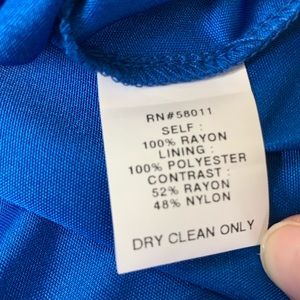 RN#58011
SELF :
100% RAYON
LINING :
100% POLYESTER
CONTRAST :
52% RAYON
48% NYLON
DRY CLEAN ONLY